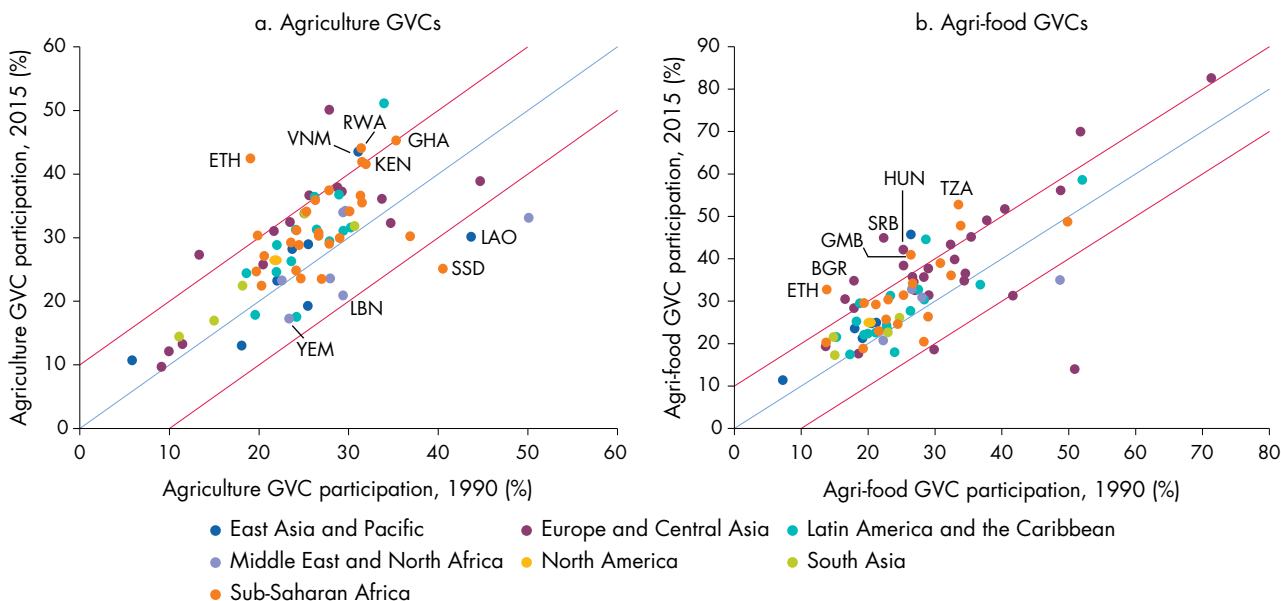 a. Agriculture GVCs
Agriculture GVC participation, 2015 (%)
60
50
40
30
20
10
0
ETH
VNM
RWA
GHA
KEN
LAO
SSD
LBN
YEM
0 10 20 30 40 50 60
Agriculture GVC participation, 1990 (%)
b. Agri-food GVCs
Agri-food GVC participation, 2015 (%)
90
80
70
60
50
40
30
20
10
0
HUN
TZA
SRB
GMB
BGR
ETH
0 10 20 30 40 50 60 70 80
Agri-food GVC participation, 1990 (%)
East Asia and Pacific
Europe and Central Asia
Latin America and the Caribbean
Middle East and North Africa
North America
South Asia
Sub-Saharan Africa